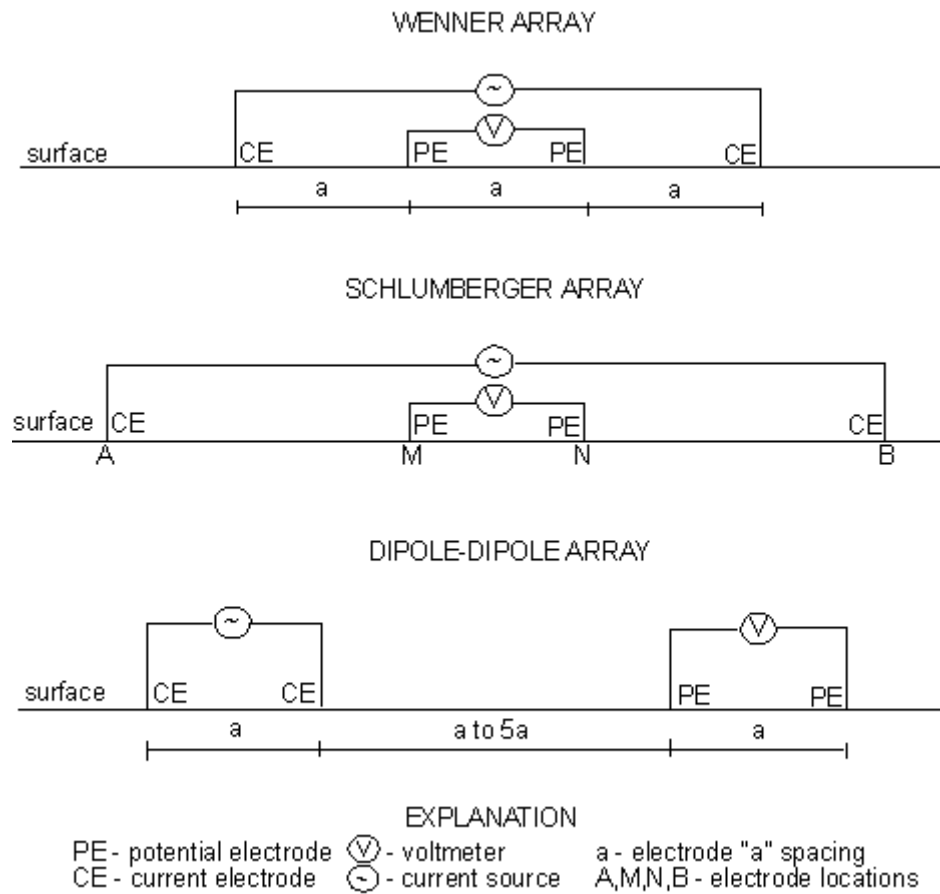 WENNER ARRAY
~
V
surface CE PE PE CE
a a a
SCHLUMBERGER ARRAY
~
V
surface CE PE PE CE
A M N B
DIPOLE-DIPOLE ARRAY
~ V
surface CE CE PE PE
a a to 5a a
EXPLANATION
PE - potential electrode V - voltmeter a - electrode "a" spacing
CE - current electrode ~ - current source A,M,N,B - electrode locations